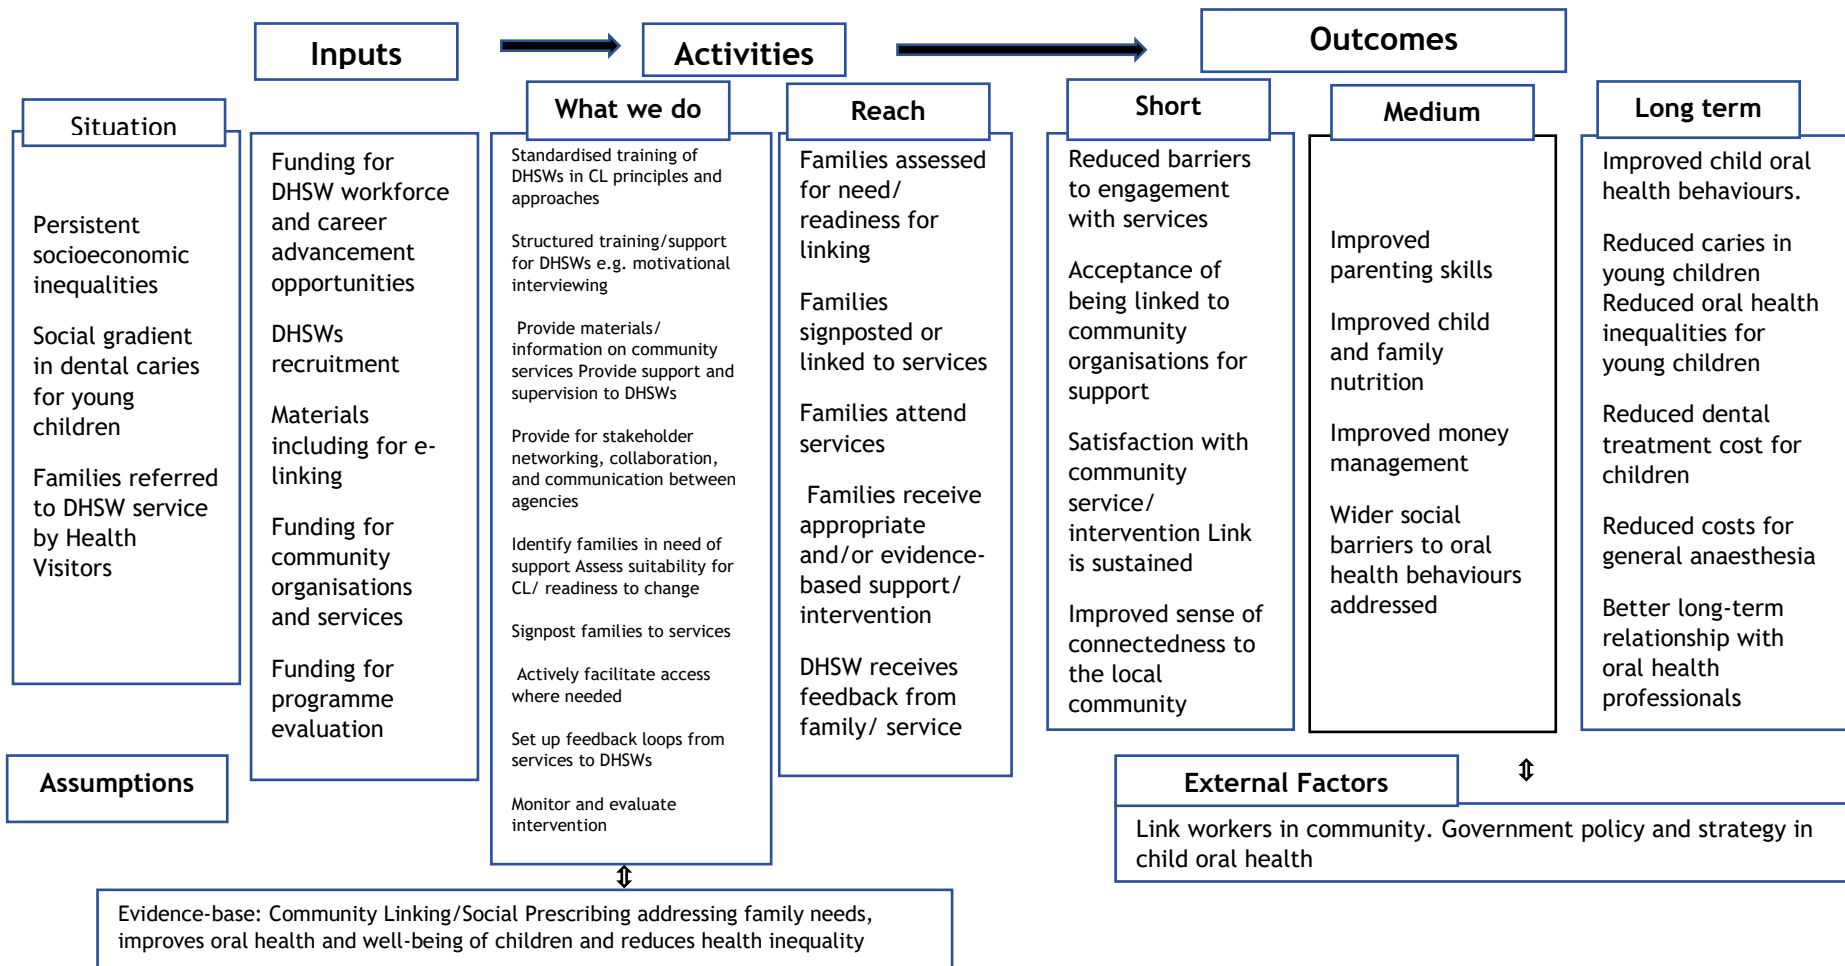 Inputs
Activities
Outcomes
Situation
Persistent
socioeconomic
inequalities
Social gradient
in dental caries
for young
children
Families referred
to DHSW service
by Health
Visitors
Funding for
DHSW workforce
and career
advancement
opportunities
DHSWs
recruitment
Materials
including for e-
linking
Funding for
community
organisations
and services
Funding for
programme
evaluation
What we do
Standardised training of
DHSWs in CL principles and
approaches
Structured training/support
for DHSWs e.g. motivational
interviewing
Provide materials/
information on community
services Provide support and
supervision to DHSWs
Provide for stakeholder
networking, collaboration,
and communication between
agencies
Identify families in need of
support Assess suitability for
CL/ readiness to change
Signpost families to services
Actively facilitate access
where needed
Set up feedback loops from
services to DHSWs
Monitor and evaluate
intervention
Reach
Families assessed
for need/
readiness for
linking
Families
signposted or
linked to services
Families attend
services
Families receive
appropriate
and/or evidence-
based support/
intervention
DHSW receives
feedback from
family/ service
Short
Reduced barriers
to engagement
with services
Acceptance of
being linked to
community
organisations for
support
Satisfaction with
community
service/
intervention Link
is sustained
Improved sense of
connectedness to
the local
community
Medium
Improved
parenting skills
Improved child
and family
nutrition
Improved money
management
Wider social
barriers to oral
health behaviours
addressed
Long term
Improved child oral
health behaviours.
Reduced caries in
young children
Reduced oral health
inequalities for
young children
Reduced dental
treatment cost for
children
Reduced costs for
general anaesthesia
Better long-term
relationship with
oral health
professionals
Assumptions
Evidence-base: Community Linking/Social Prescribing addressing family needs,
improves oral health and well-being of children and reduces health inequality
External Factors
Link workers in community. Government policy and strategy in
child oral health